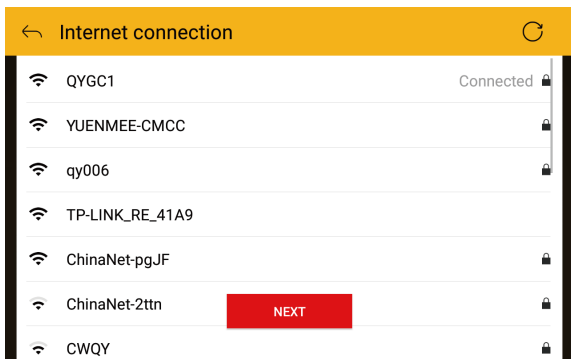 Internet connection
QYGC1 Connected
YUENMEE-CMCC
qy006
TP-LINK_RE_41A9
ChinaNet-pgJF
ChinaNet-2ttn
NEXT
CWQY